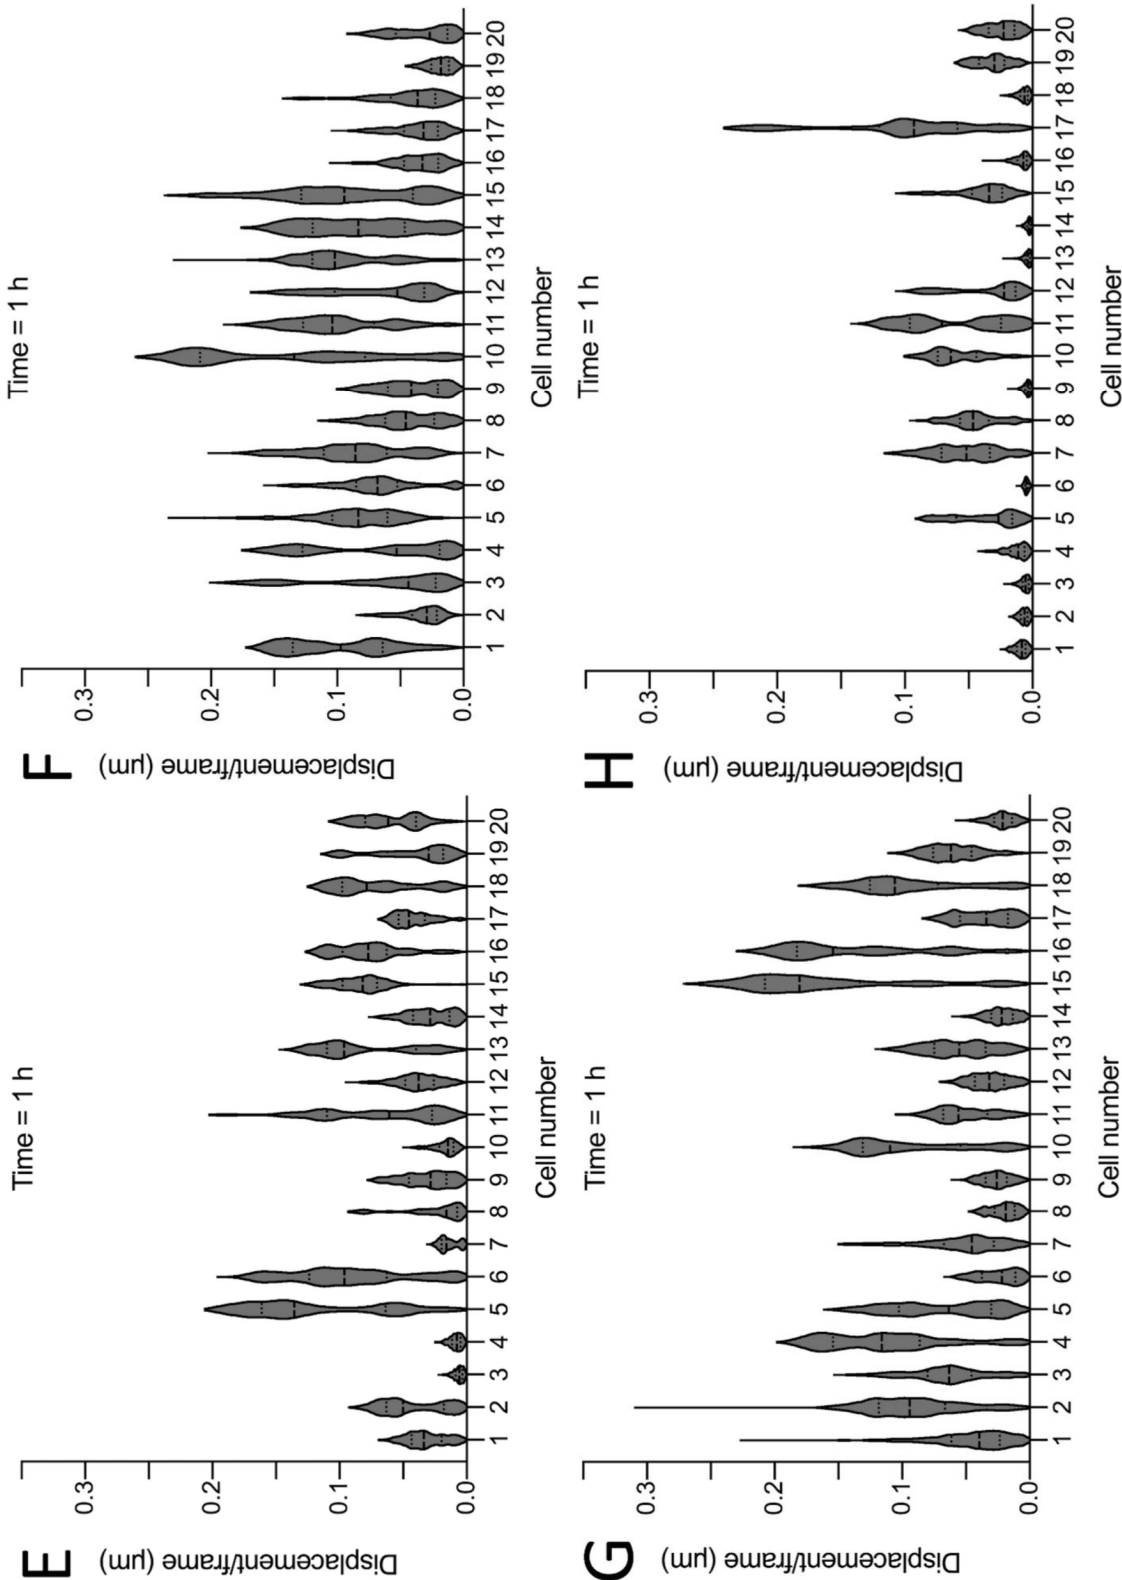 E
Time = 1 h
Displacement/frame (µm)
0.3
0.2
0.1
0.0
1 2 3 4 5 6 7 8 9 10 11 12 13 14 15 16 17 18 19 20
Cell number
F
Time = 1 h
Displacement/frame (µm)
0.3
0.2
0.1
0.0
1 2 3 4 5 6 7 8 9 10 11 12 13 14 15 16 17 18 19 20
Cell number
G
Time = 1 h
Displacement/frame (µm)
0.3
0.2
0.1
0.0
1 2 3 4 5 6 7 8 9 10 11 12 13 14 15 16 17 18 19 20
Cell number
H
Time = 1 h
Displacement/frame (µm)
0.3
0.2
0.1
0.0
1 2 3 4 5 6 7 8 9 10 11 12 13 14 15 16 17 18 19 20
Cell number